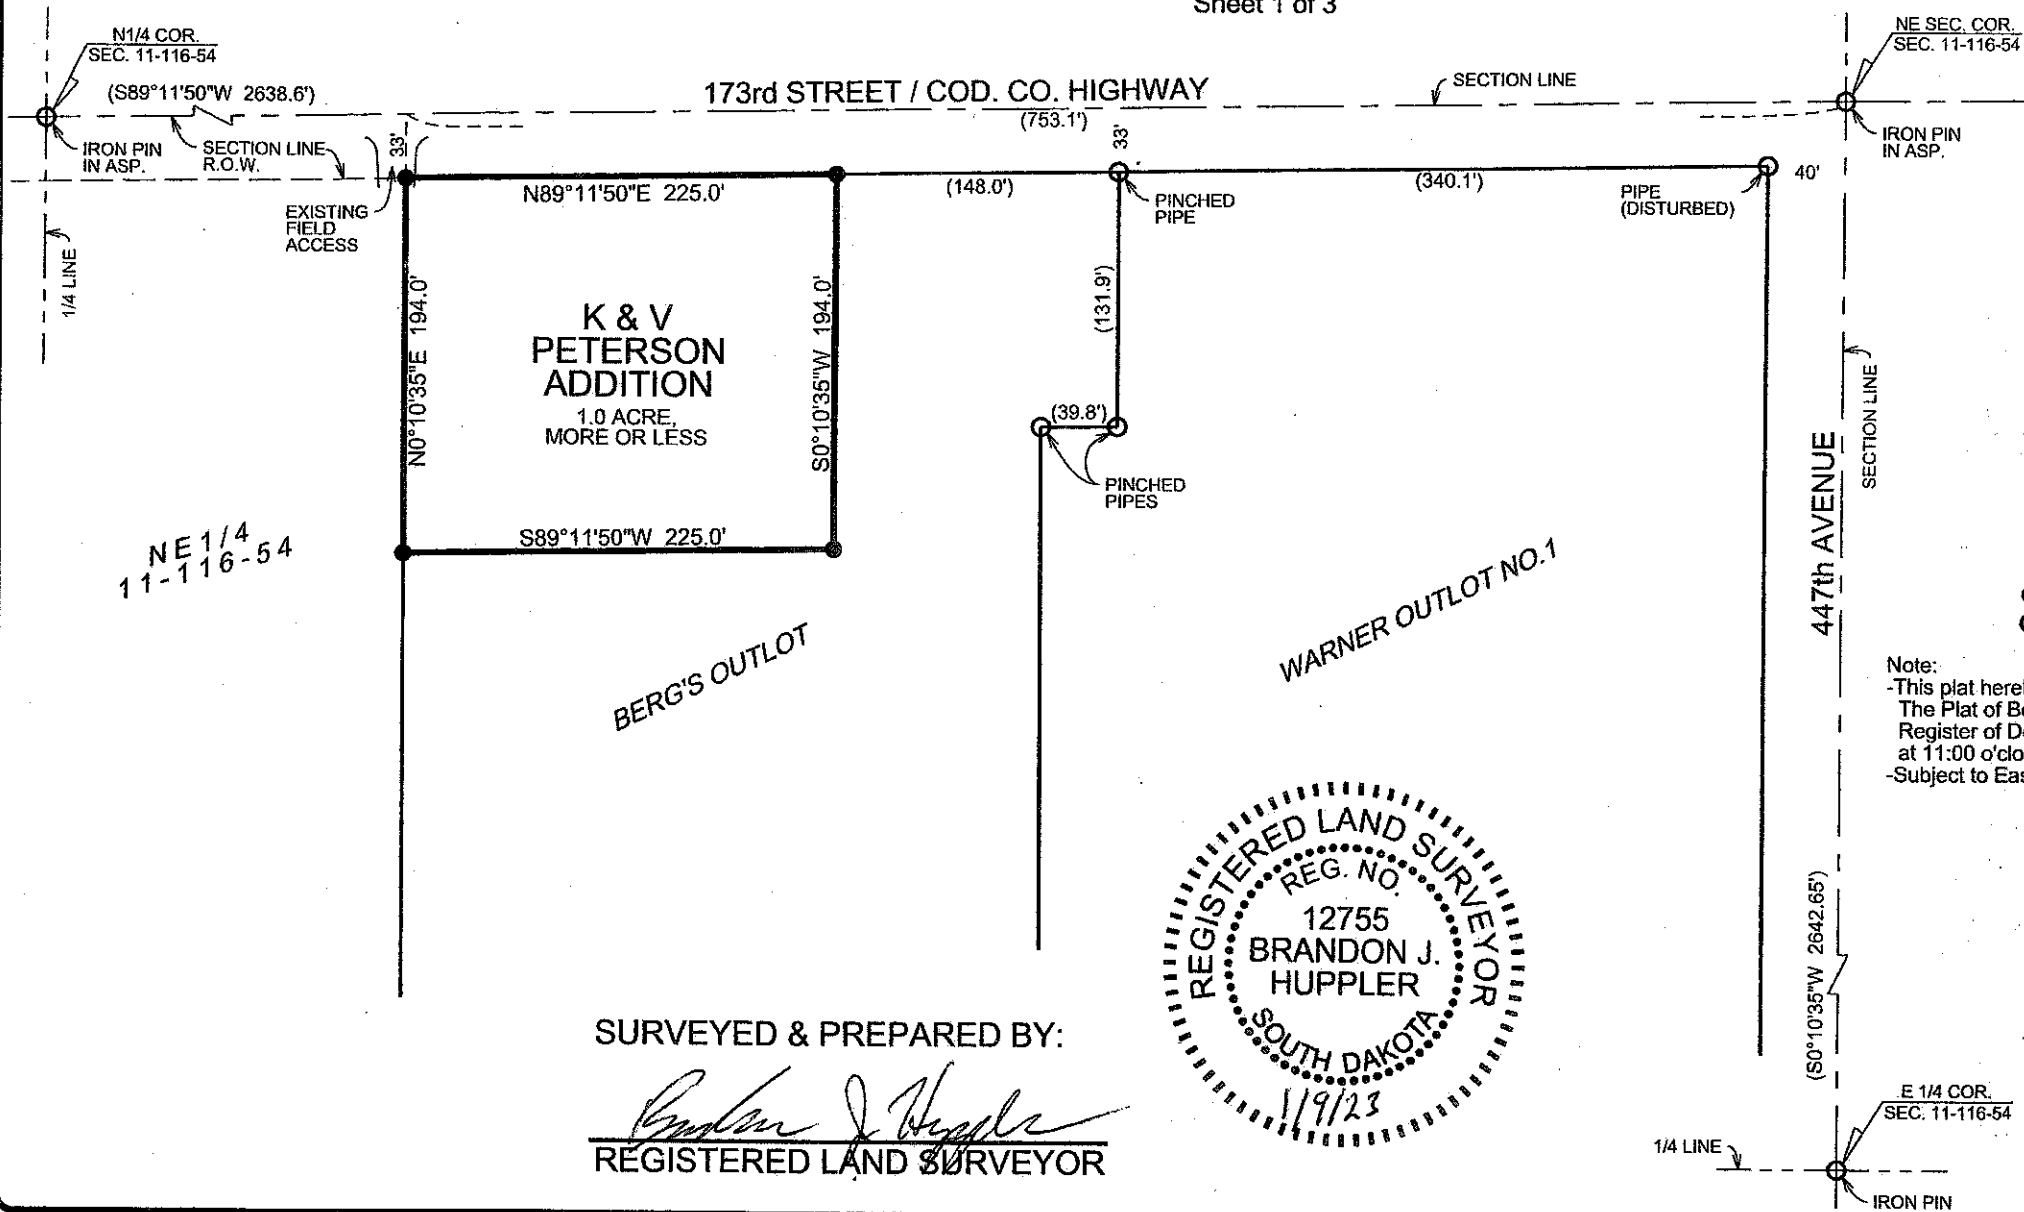 Sheet 1 of 3
N1/4 COR.
SEC. 11-116-54
(S89°11'50"W 2638.6')
IRON PIN
IN ASP.
SECTION LINE
R.O.W.
33'
173rd STREET / COD. CO. HIGHWAY
(753.1')
33'
SECTION LINE
NE SEC. COR.
SEC. 11-116-54
IRON PIN
IN ASP.
EXISTING
FIELD
ACCESS
1/4 LINE
N89°11'50"E 225.0'
(148.0')
PINCHED
PIPE
(340.1')
PIPE
(DISTURBED)
40'
N0°10'35"E 194.0'
K & V
PETERSON
ADDITION
1.0 ACRE,
MORE OR LESS
S0°10'35"W 194.0'
(131.9')
(39.8')
PINCHED
PIPES
SECTION LINE
447th AVENUE
S89°11'50"W 225.0'
NE1/4
11-116-54
BERG'S OUTLOT
WARNER OUTLOT NO.1
Note:
-This plat
The Plat of
Register of
at 11:00
-Subject to
REGISTERED LAND SURVEYOR
REG. NO.
12755
BRANDON J.
HUPPLER
SOUTH DAKOTA
1/9/23
(S0°10'35"W 2642.65')
SURVEYED & PREPARED BY:
Brandon J. Huppler
REGISTERED LAND SURVEYOR
E 1/4 COR.
SEC. 11-116-54
1/4 LINE
IRON PIN